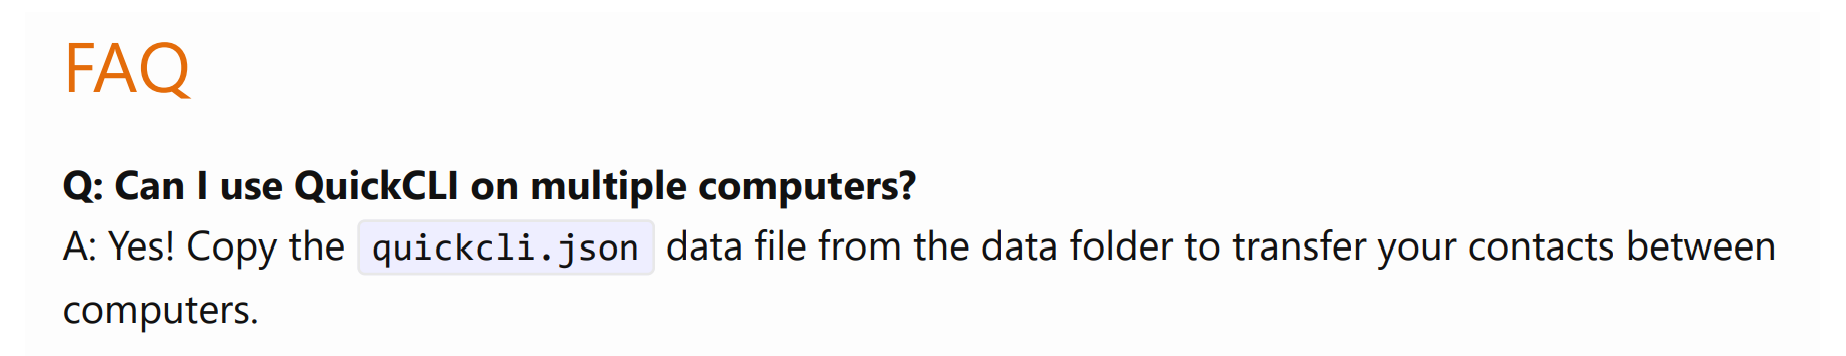 FAQ
Q: Can I use QuickCLI on multiple computers?
A: Yes! Copy the quickcli.json data file from the data folder to transfer your contacts between
computers.